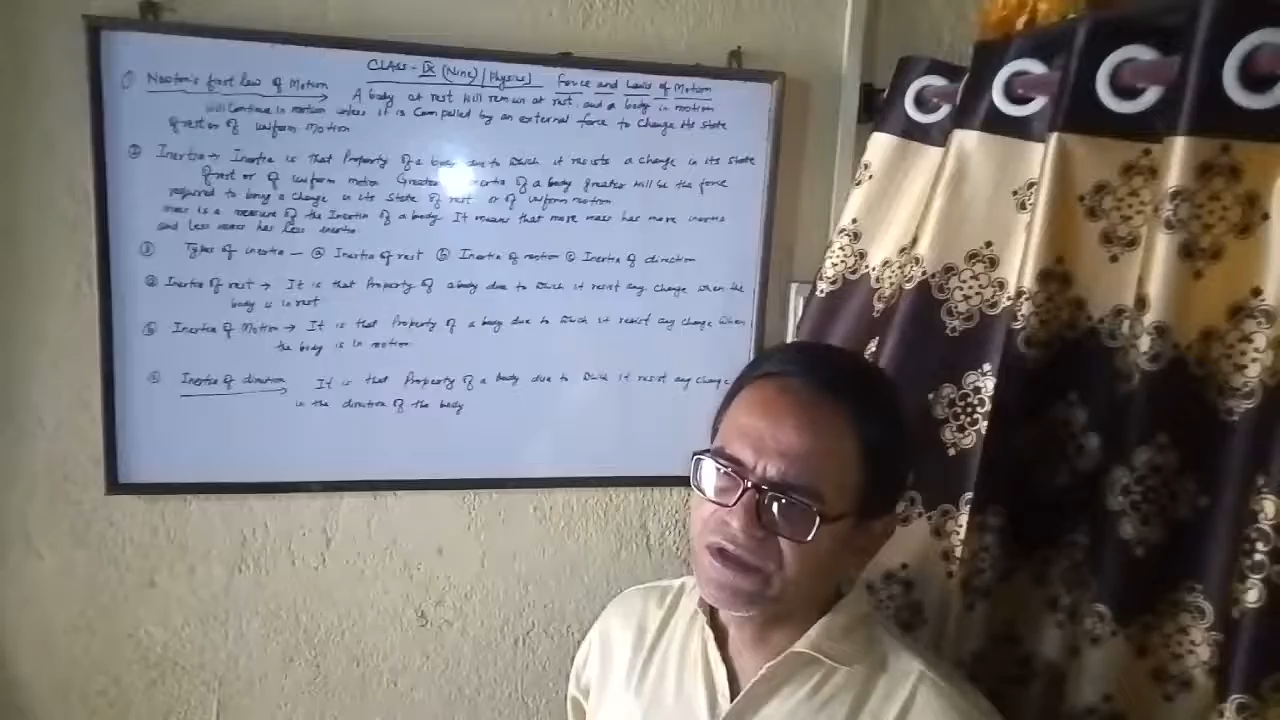 CLASS - IX (Nine) / Physics) Force and Laws of Motion
① Newton's first law of Motion → A body at rest will remain at rest and a body in motion
will continue in motion unless it is compelled by an external force to change its state
of rest or of uniform motion
② Inertia → Inertia is that Property of a body due to which it resists a change in its state
of rest or of uniform motion Greater inertia of a body greater will be the force
required to bring a change in its state of rest or of uniform motion
mass is a measure of the Inertia of a body. It means that more mass has more inertia
and less mass has less inertia.
③ Types of inertia – ⓐ Inertia of rest ⓑ Inertia of motion ⓒ Inertia of direction
ⓐ Inertia of rest → It is that Property of a body due to which it resist any change when the
body is in rest
ⓑ Inertia of Motion → It is that Property of a body due to which it resist any change when
the body is in motion
ⓒ Inertia of direction It is that Property of a body due to which it resist any change
in the direction of the body